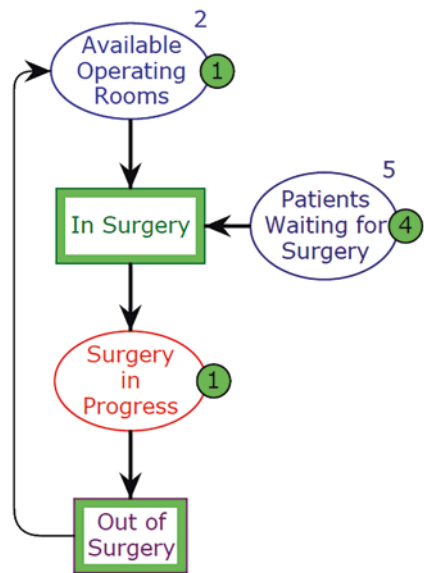 2
Available
Operating
Rooms
1
In Surgery
5
Patients
Waiting for
Surgery
4
Surgery
in
Progress
1
Out of
Surgery